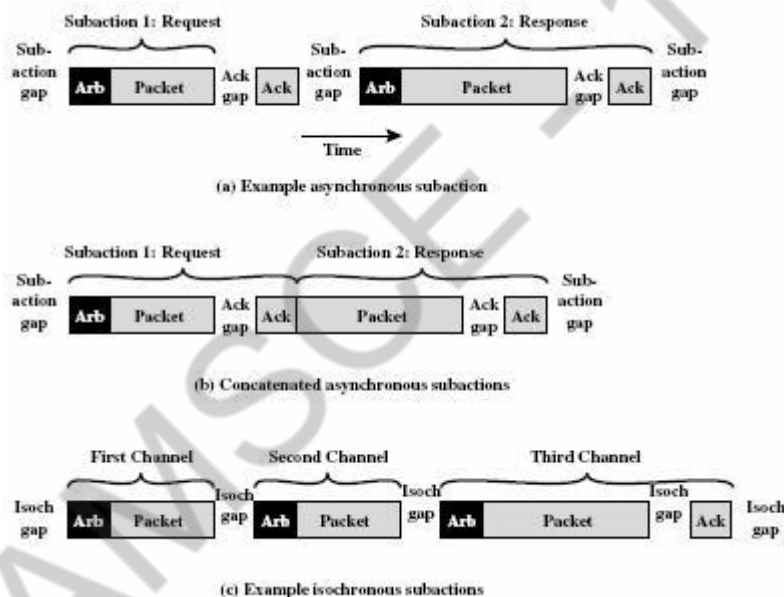 Subaction 1: Request
Subaction 2: Response
Sub-
action
gap
Arb
Packet
Ack
gap
Ack
Sub-
action
gap
Arb
Packet
Ack
gap
Ack
Sub-
action
gap
Time
(a) Example asynchronous subaction
Subaction 1: Request
Subaction 2: Response
Sub-
action
gap
Arb
Packet
Ack
gap
Ack
Packet
Ack
gap
Ack
Sub-
action
gap
(b) Concatenated asynchronous subactions
First Channel
Second Channel
Third Channel
Isoch
gap
Arb
Packet
Isoch
gap
Arb
Packet
Isoch
gap
Arb
Packet
Isoch
gap
Ack
Isoch
gap
(c) Example isochronous subactions
AMSCE - 1